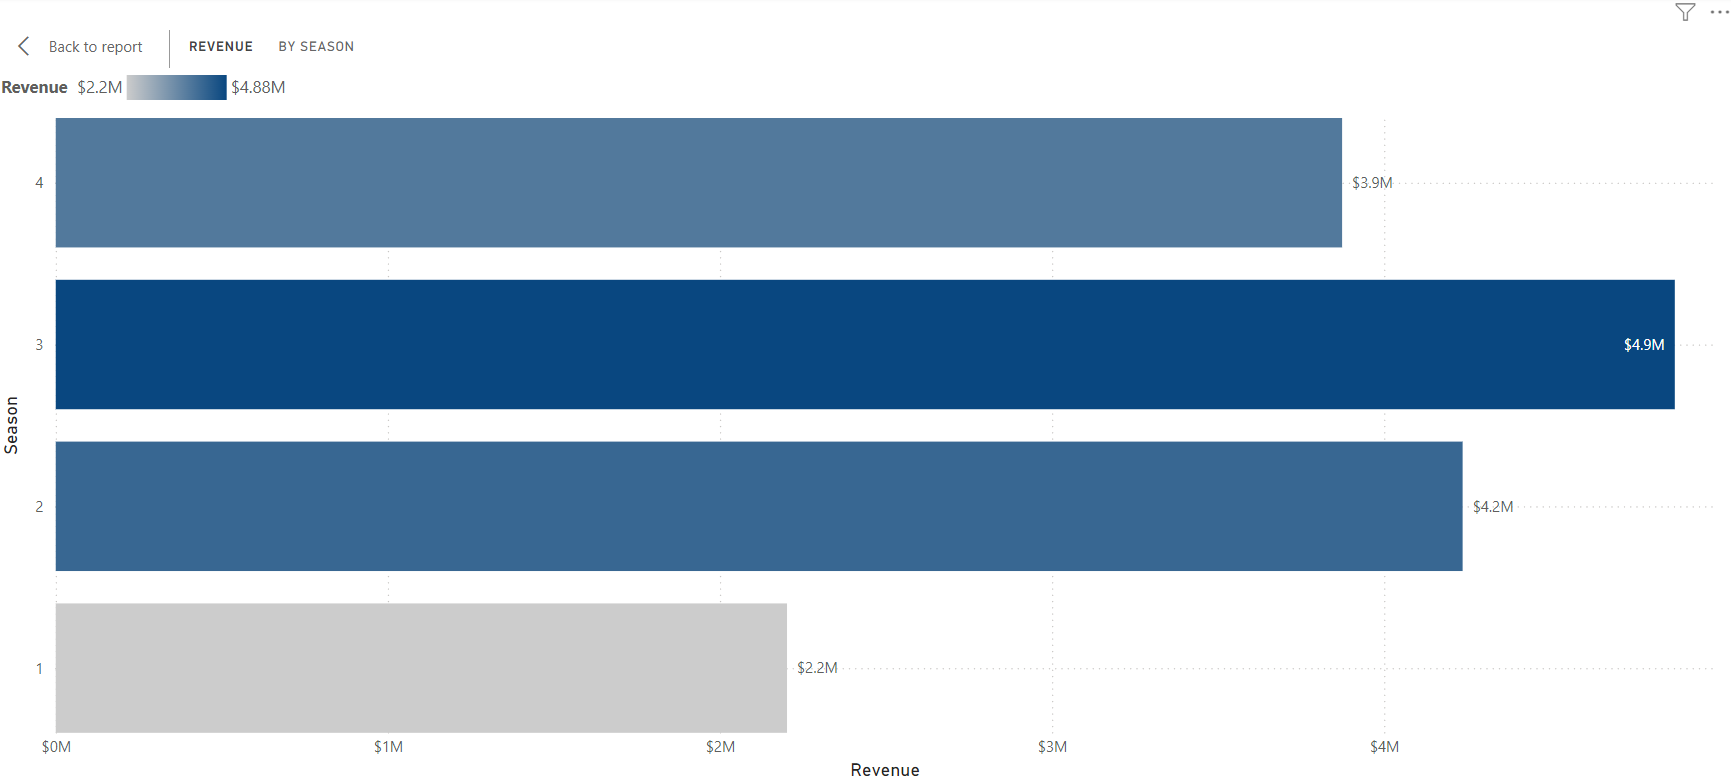 Back to report REVENUE BY SEASON
Revenue $2.2M $4.88M
4 $3.9M
3 $4.9M
2 $4.2M
1 $2.2M
Season
$0M $1M $2M $3M $4M
Revenue